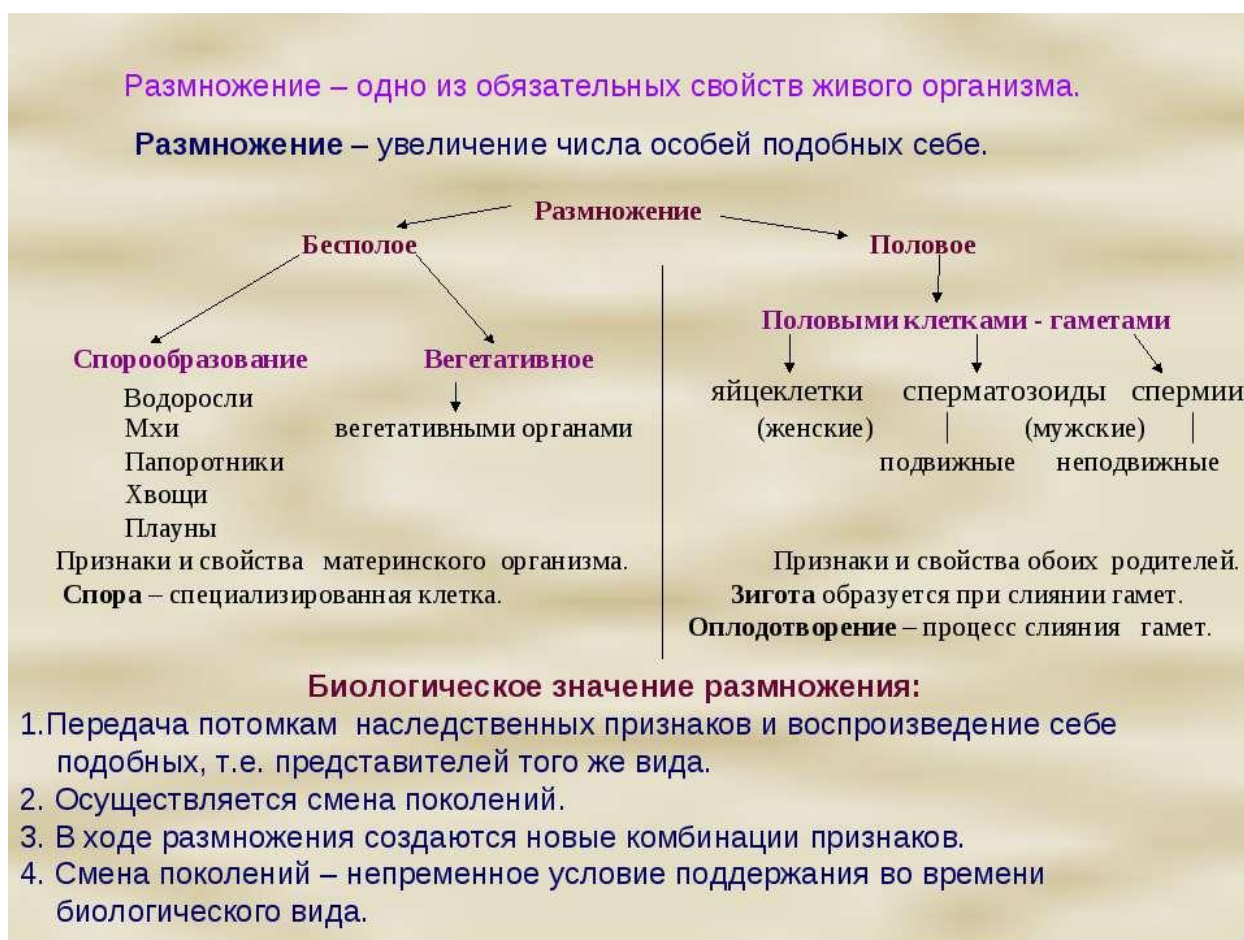 Размножение – одно из обязательных свойств живого организма.
Размножение – увеличение числа особей подобных себе.
Размножение
Бесполое
Половое
Половыми клетками - гаметами
Спорообразование
Вегетативное
яйцеклетки сперматозоиды спермии
Водоросли
Мхи
вегетативными органами
(женские) (мужские)
Папоротники
подвижные неподвижные
Хвощи
Плауны
Признаки и свойства материнского организма.
Спора – специализированная клетка.
Признаки и свойства обоих родителей.
Зигота образуется при слиянии гамет.
Оплодотворение – процесс слияния гамет.
Биологическое значение размножения:
1.Передача потомкам наследственных признаков и воспроизведение себе
подобных, т.е. представителей того же вида.
2. Осуществляется смена поколений.
3. В ходе размножения создаются новые комбинации признаков.
4. Смена поколений – непременное условие поддержания во времени
биологического вида.